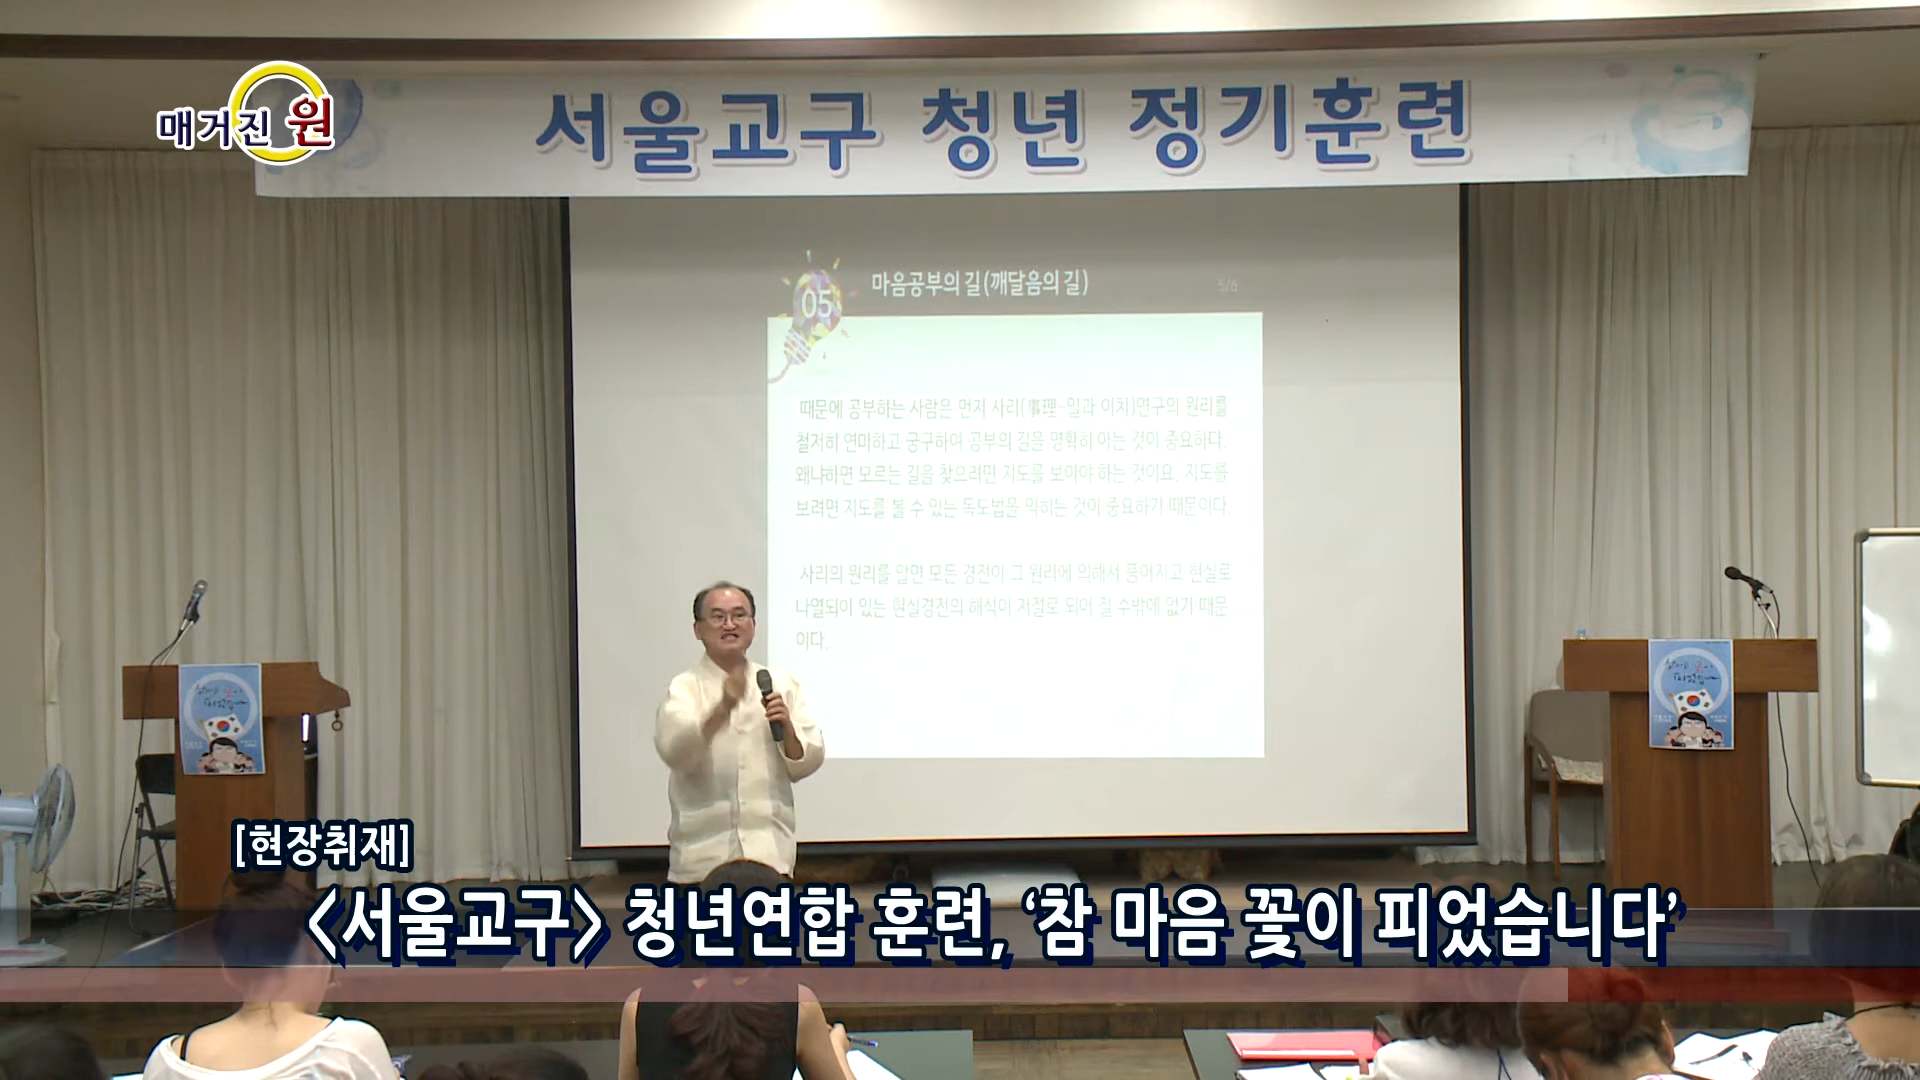 매거진 원
서울교구 청년 정기훈련
05
마음공부의 길(깨달음의 길)
5/6
때문에 공부하는 사람은 먼저 사리(事理-일과 이치)연구의 원리를
철저히 연마하고 궁구하여 공부의 길을 명확히 아는 것이 중요하다.
왜냐하면 모르는 길을 찾으려면 지도를 보아야 하는 것이요, 지도를
보려면 지도를 볼 수 있는 독도법을 익히는 것이 중요하기 때문이다.
사리의 원리를 알면 모든 경전이 그 원리에 의해서 풀어지고 현실로
나열되어 있는 현실경전의 해석이 저절로 되어 질 수밖에 없기 때문
이다.
[현장취재]
<서울교구> 청년연합 훈련, ‘참 마음 꽃이 피었습니다’